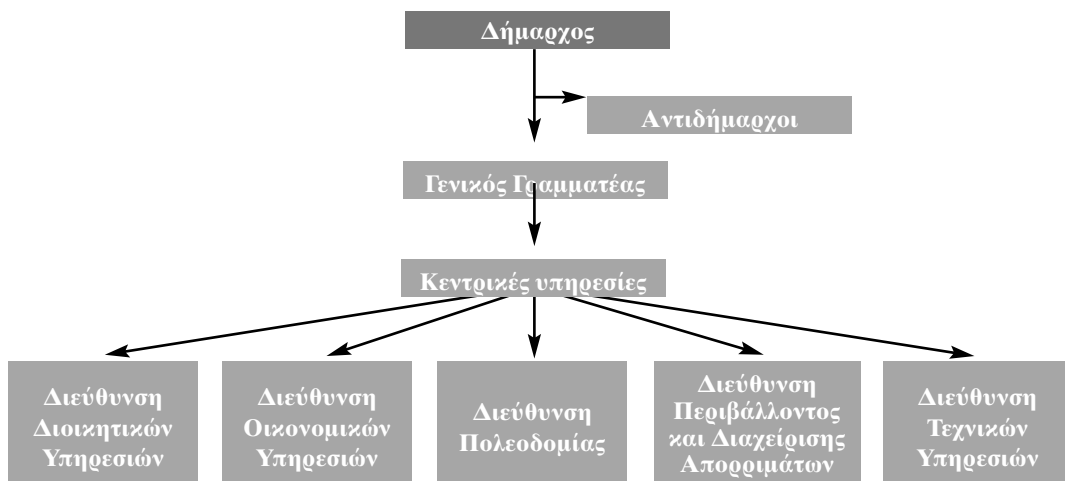 Δήμαρχος
Αντιδήμαρχοι
Γενικός Γραμματέας
Κεντρικές υπηρεσίες
Διεύθυνση
Διοικητικών
Υπηρεσιών
Διεύθυνση
Οικονομικών
Υπηρεσιών
Διεύθυνση
Πολεοδομίας
Διεύθυνση
Περιβάλλοντος
και Διαχείρισης
Απορριμάτων
Διεύθυνση
Τεχνικών
Υπηρεσιών